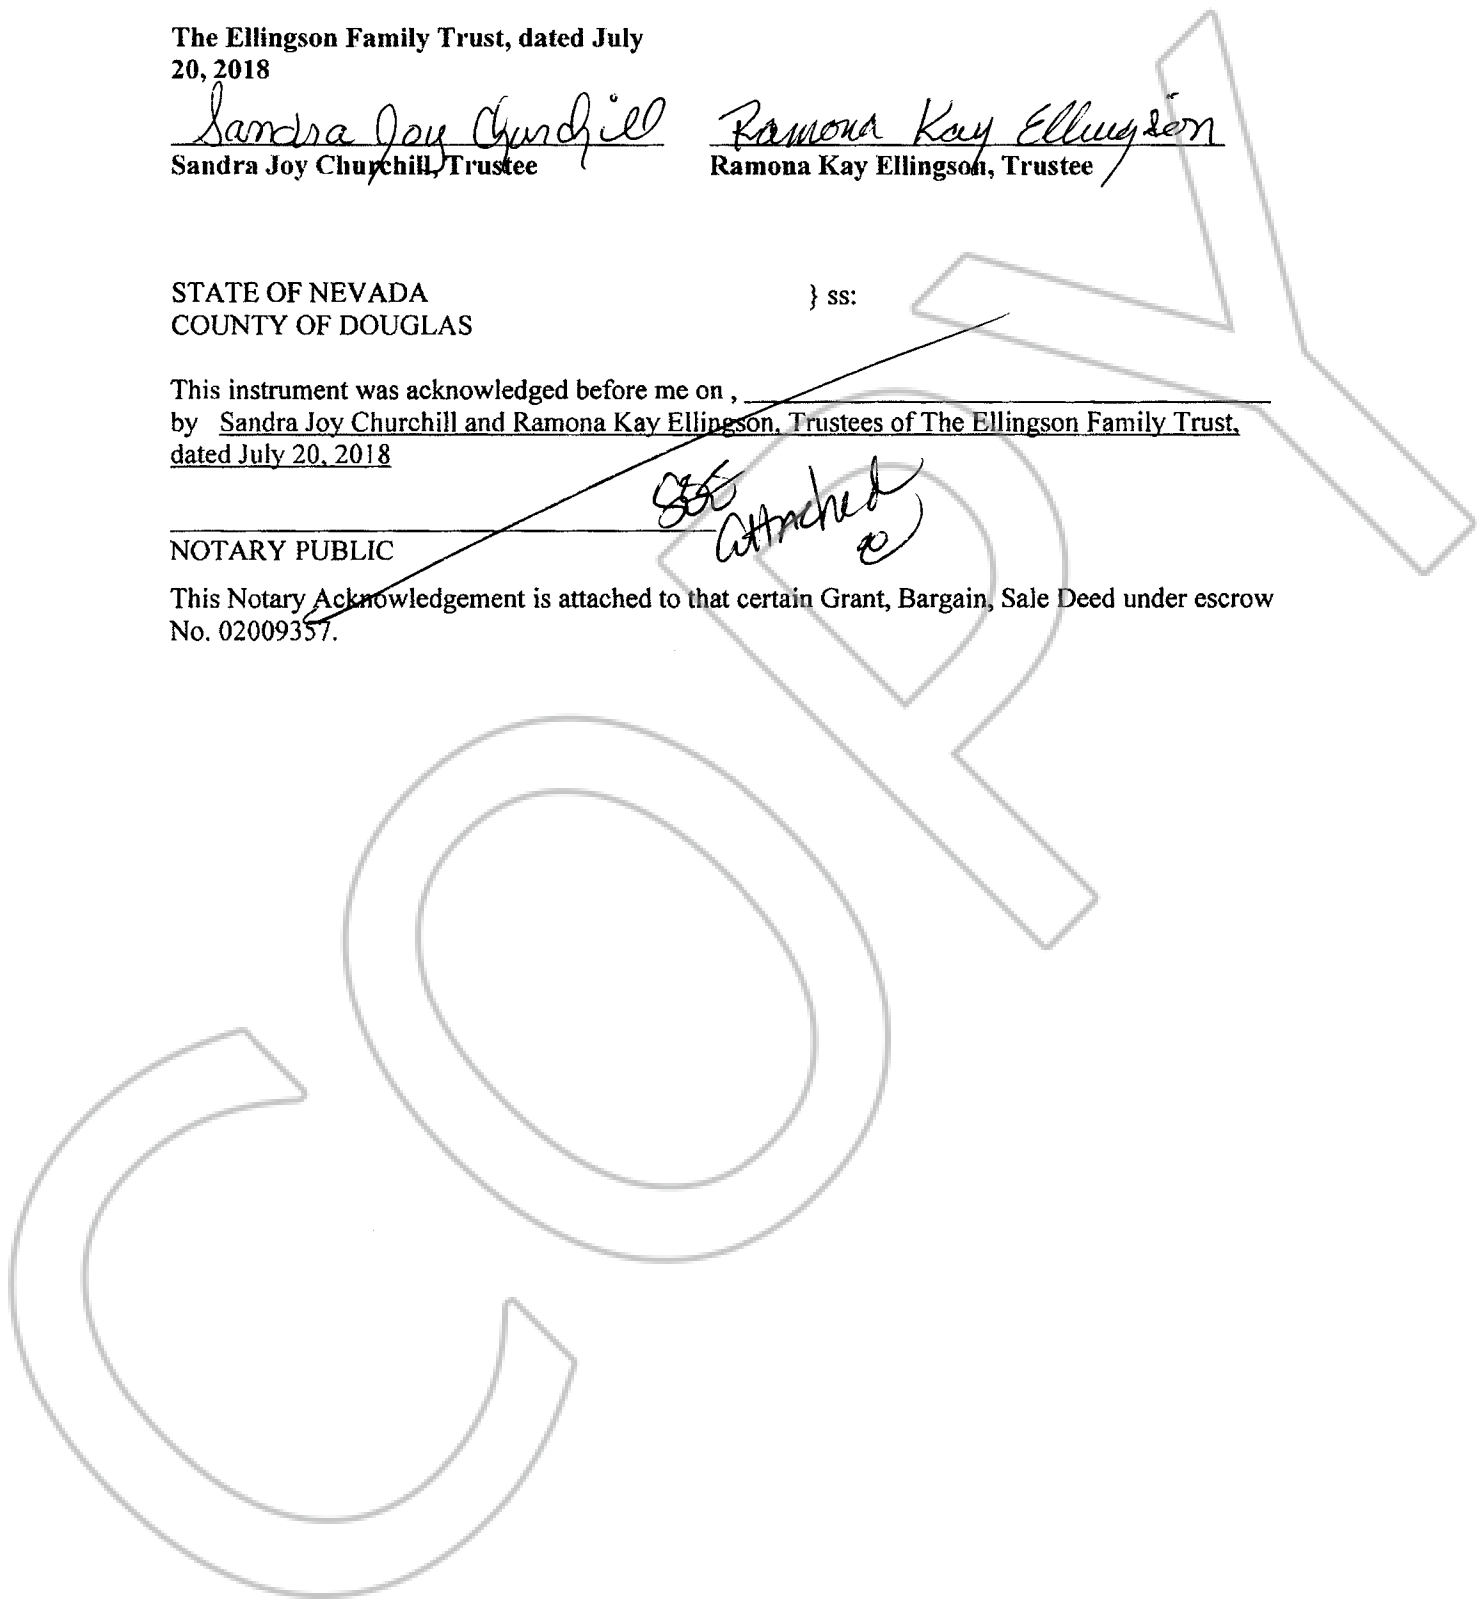 The Ellingson Family Trust, dated July
20, 2018
Sandra Joy Churchill Ramona Kay Ellingson
Sandra Joy Churchill, Trustee Ramona Kay Ellingson, Trustee
STATE OF NEVADA } ss:
COUNTY OF DOUGLAS
This instrument was acknowledged before me on ,
by Sandra Joy Churchill and Ramona Kay Ellingson, Trustees of The Ellingson Family Trust,
dated July 20, 2018
See
attached
NOTARY PUBLIC
This Notary Acknowledgement is attached to that certain Grant, Bargain, Sale Deed under escrow
No. 02009357.
COPY